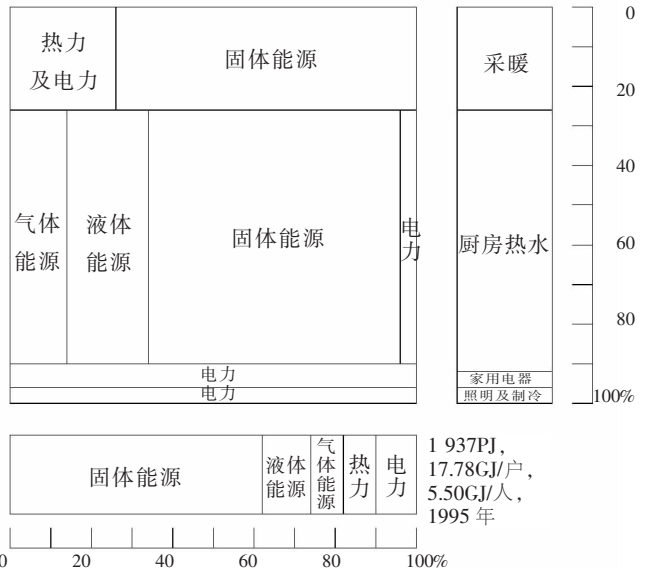 热力
及电力
固体能源
采暖
0
20
40
60
80
100%
气体
能源
液体
能源
固体能源
电
力
厨房热水
电力
电力
家用电器
照明及制冷
固体能源
液体
能源
气
体
能
源
热
力
电
力
1 937PJ，
17.78GJ/户，
5.50GJ/人，
1995 年
0
20
40
60
80
100%